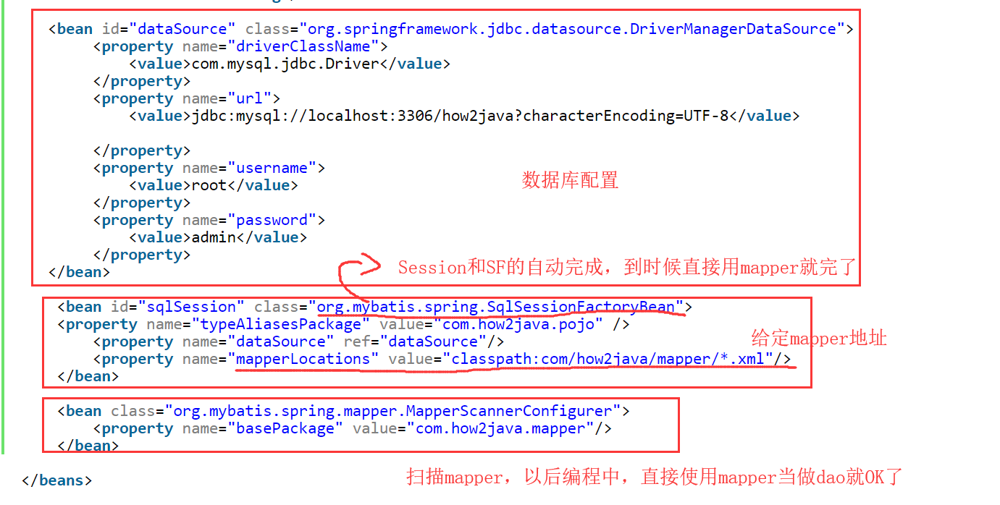 <bean id="dataSource" class="org.springframework.jdbc.datasource.DriverManagerDataSource">
<property name="driverClassName">
<value>com.mysql.jdbc.Driver</value>
</property>
<property name="url">
<value>jdbc:mysql://localhost:3306/how2java?characterEncoding=UTF-8</value>
</property>
<property name="username">
数据库配置
<value>root</value>
</property>
<property name="password">
<value>admin</value>
</property>
Session和SF的自动完成，到时候直接用mapper就完了
</bean>
<bean id="sqlSession" class="org.mybatis.spring.SqlSessionFactoryBean">
<property name="typeAliasesPackage" value="com.how2java.pojo" />
<property name="dataSource" ref="dataSource"/>
给定mapper地址
<property name="mapperLocations" value="classpath:com/how2java/mapper/*.xml"/>
</bean>
<bean class="org.mybatis.spring.mapper.MapperScannerConfigurer">
<property name="basePackage" value="com.how2java.mapper"/>
</bean>
</beans>
扫描mapper，以后编程中，直接使用mapper当做dao就OK了